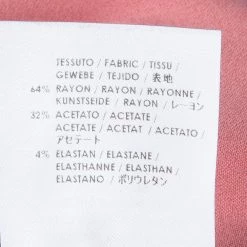 TESSUTO / FABRIC / TISSU /
GEWEBE / TEJIDO / 表地
64% RAYON / RAYON / RAYONNE /
KUNSTSEIDE / RAYON / レーヨン
32% ACETATO / ACETATE /
ACETAT / ACETAT / ACETATO /
アセテート
4% ELASTAN / ELASTANE /
ELASTHANNE / ELASTHAN /
ELASTANO / ポリウレタン